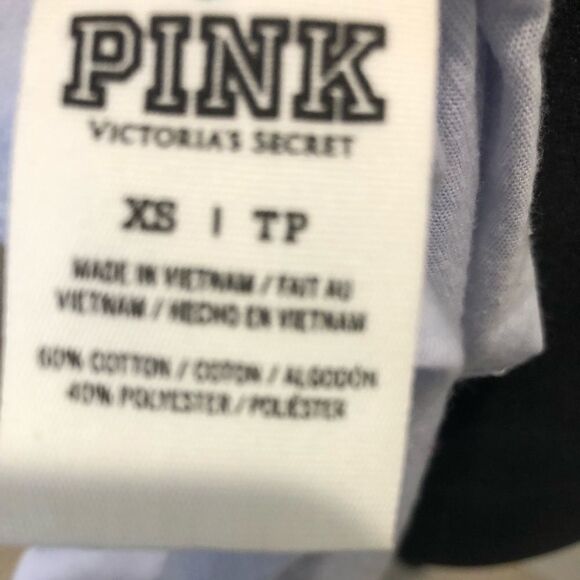 PINK
VICTORIA'S SECRET
XS | TP
MADE IN VIETNAM / FAIT AU
VIETNAM / HECHO EN VIETNAM
60% COTTON / COTON / ALGODÓN
40% POLYESTER / POLIÉSTER